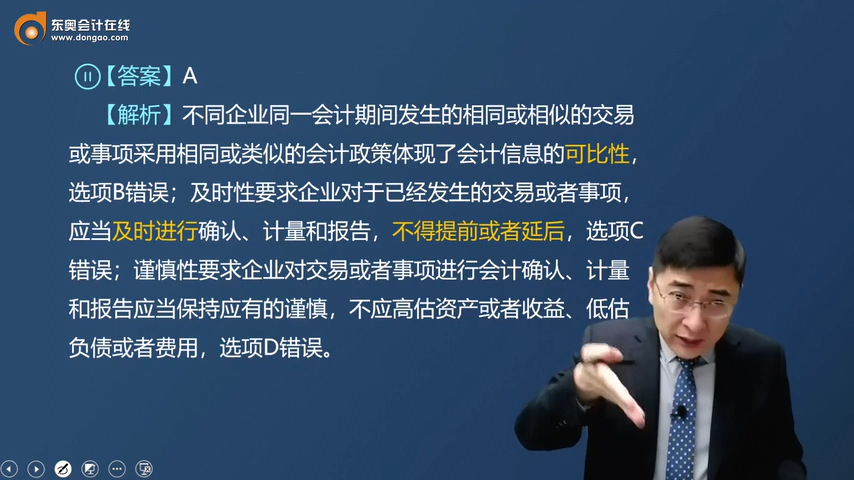 东奥会计在线
www.dongao.com
【答案】A
【解析】不同企业同一会计期间发生的相同或相似的交易
或事项采用相同或类似的会计政策体现了会计信息的可比性，
选项B错误；及时性要求企业对于已经发生的交易或者事项，
应当及时进行确认、计量和报告，不得提前或者延后，选项C
错误；谨慎性要求企业对交易或者事项进行会计确认、计量
和报告应当保持应有的谨慎，不应高估资产或者收益、低估
负债或者费用，选项D错误。